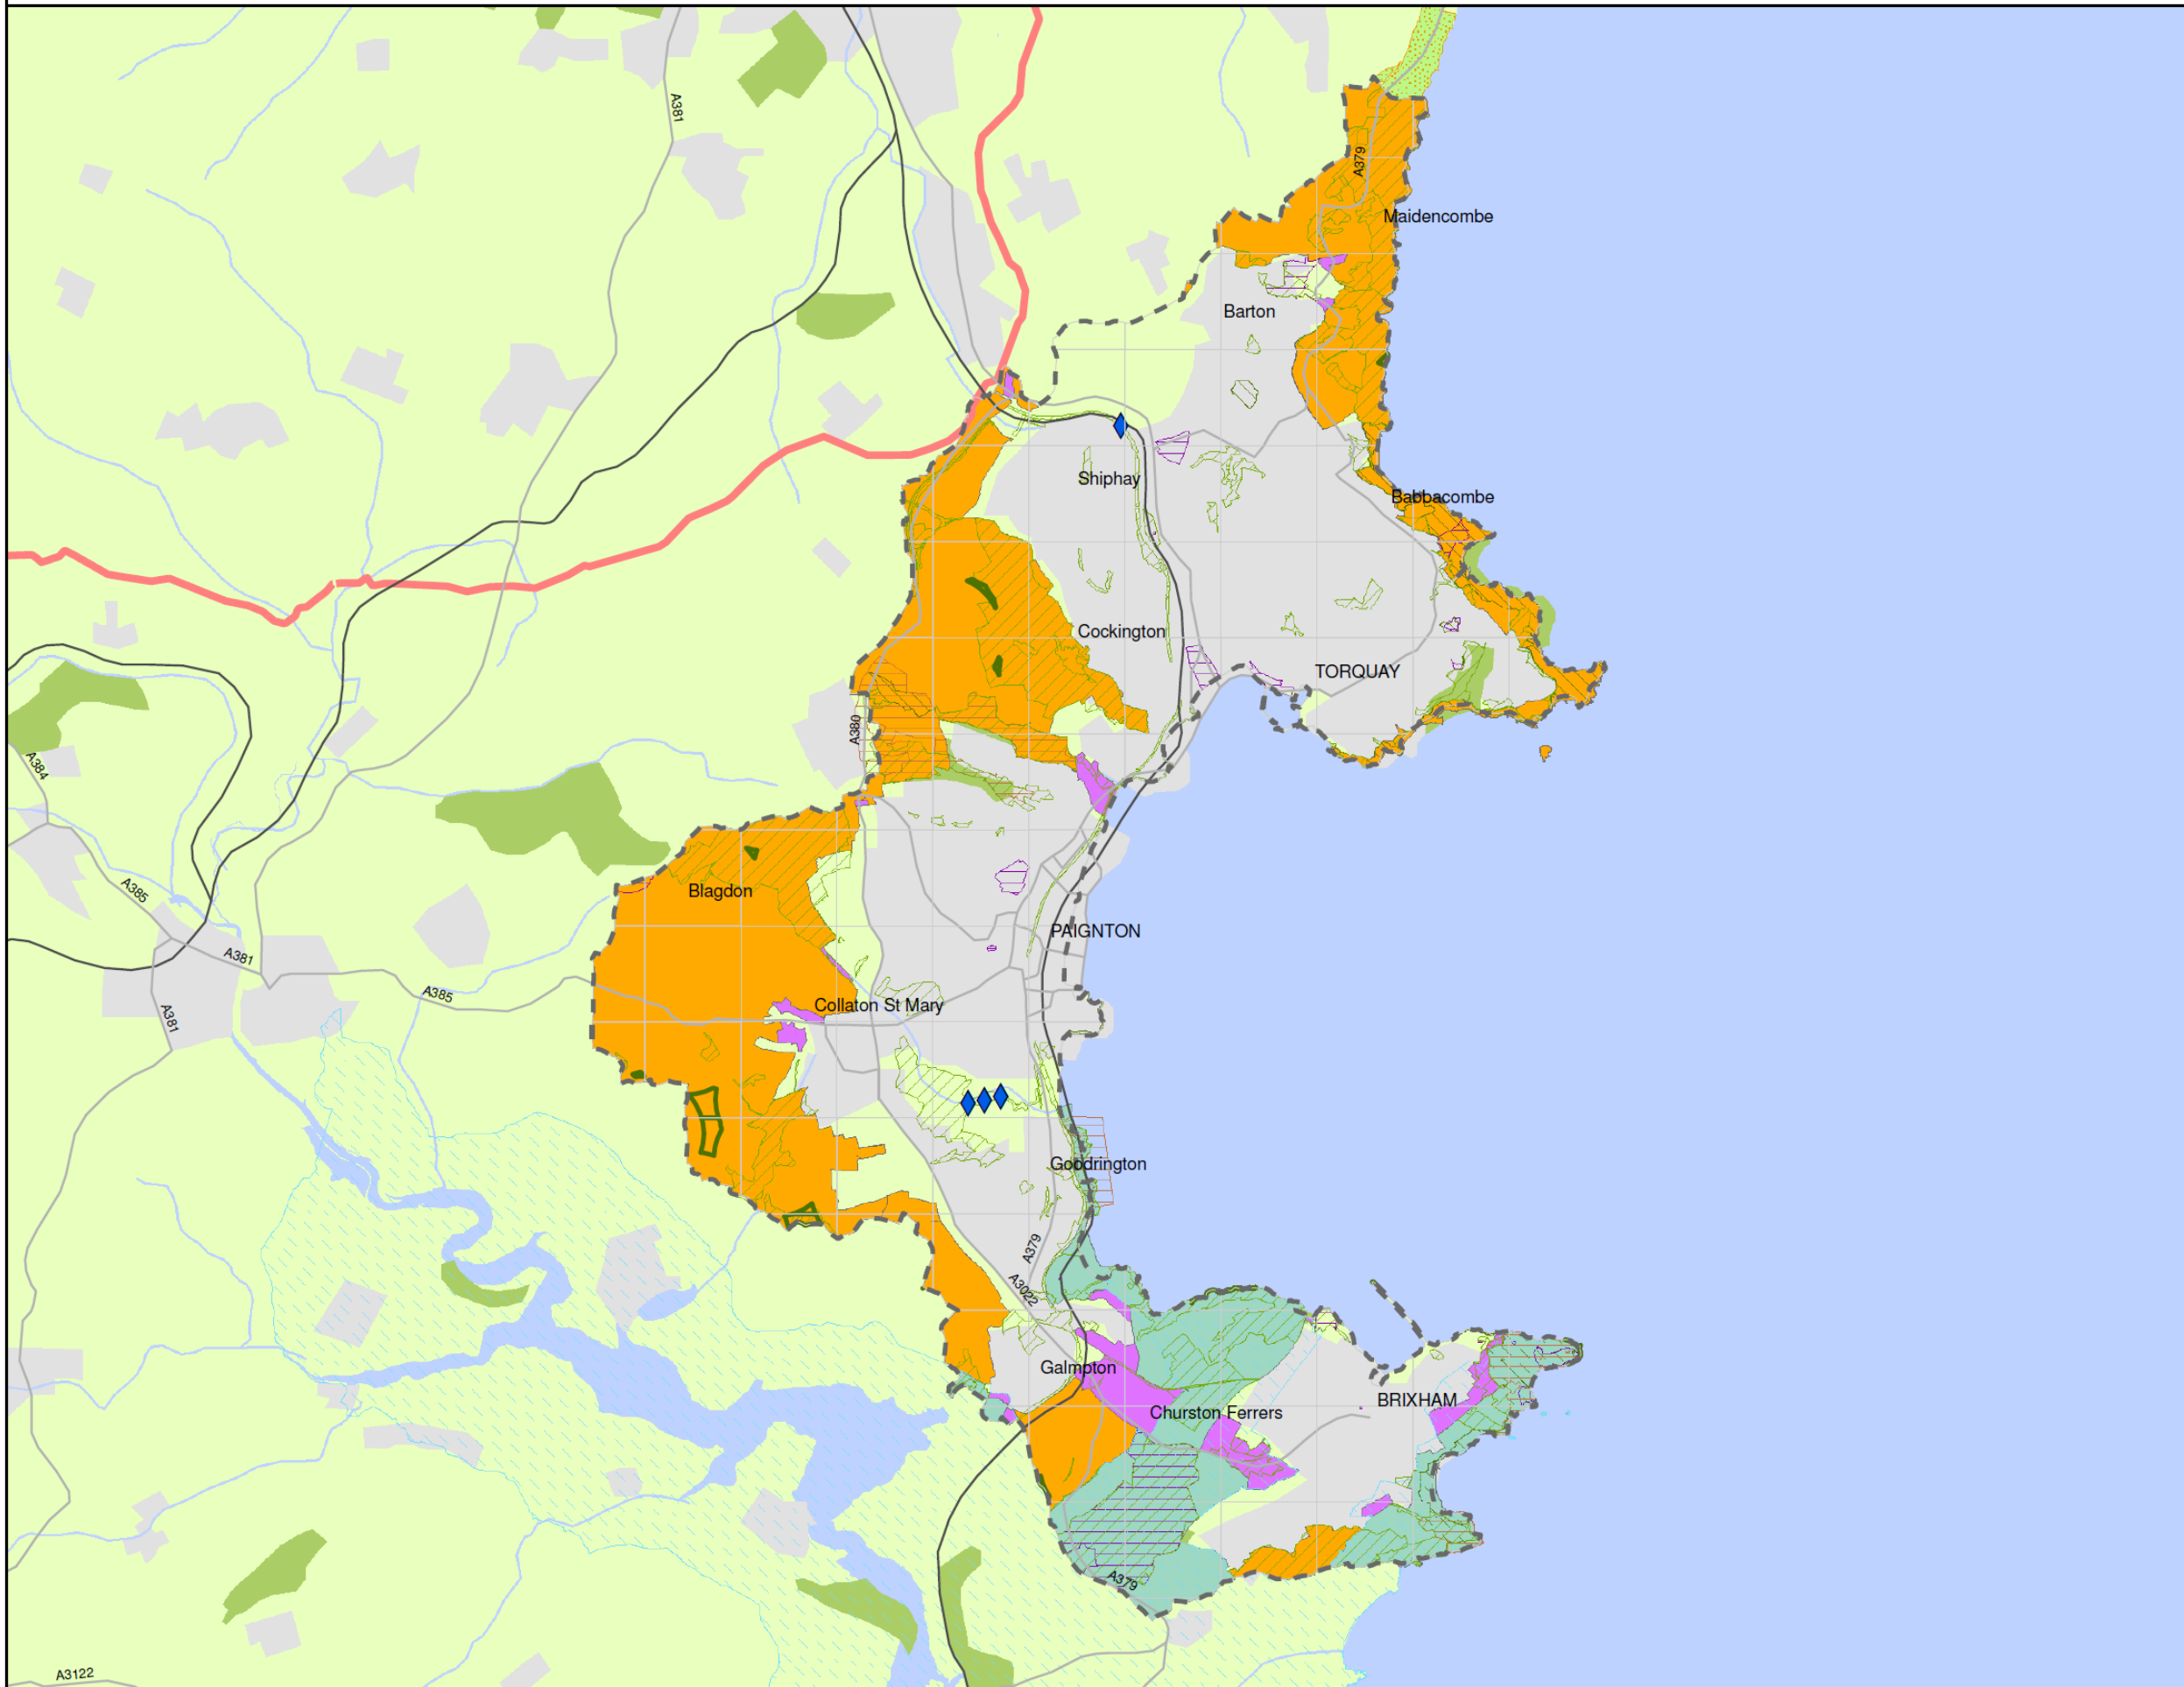 A381
A379
Maidencombe
Barton
Shiphay
Babbacombe
Cockington
TORQUAY
A380
A384
Blagdon
A385
PAIGNTON
A381
A385
Collaton St Mary
A381
Goodrington
A379
A3022
Galmpton
BRIXHAM
Churston Ferrers
A379
A3122